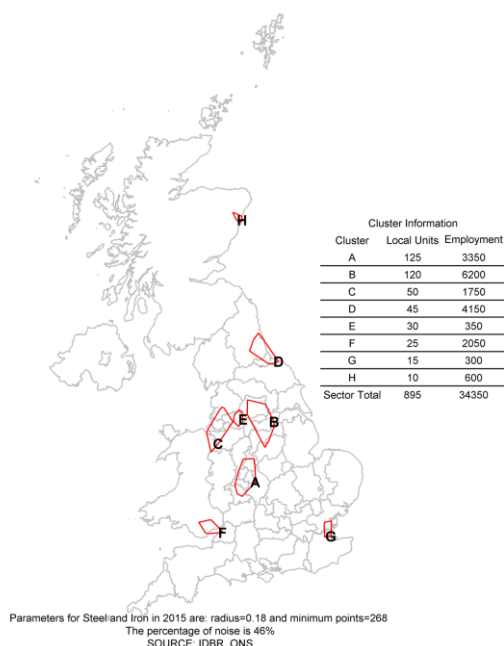 H
D
E
B
C
A
F
G
Cluster Information
Cluster Local Units Employment
A 125 3350
B 120 6200
C 50 1750
D 45 4150
E 30 350
F 25 2050
G 15 300
H 10 600
Sector Total 895 34350
Parameters for Steel and Iron in 2015 are: radius=0.18 and minimum points=268
The percentage of noise is 46%
SOURCE: IDBR, ONS